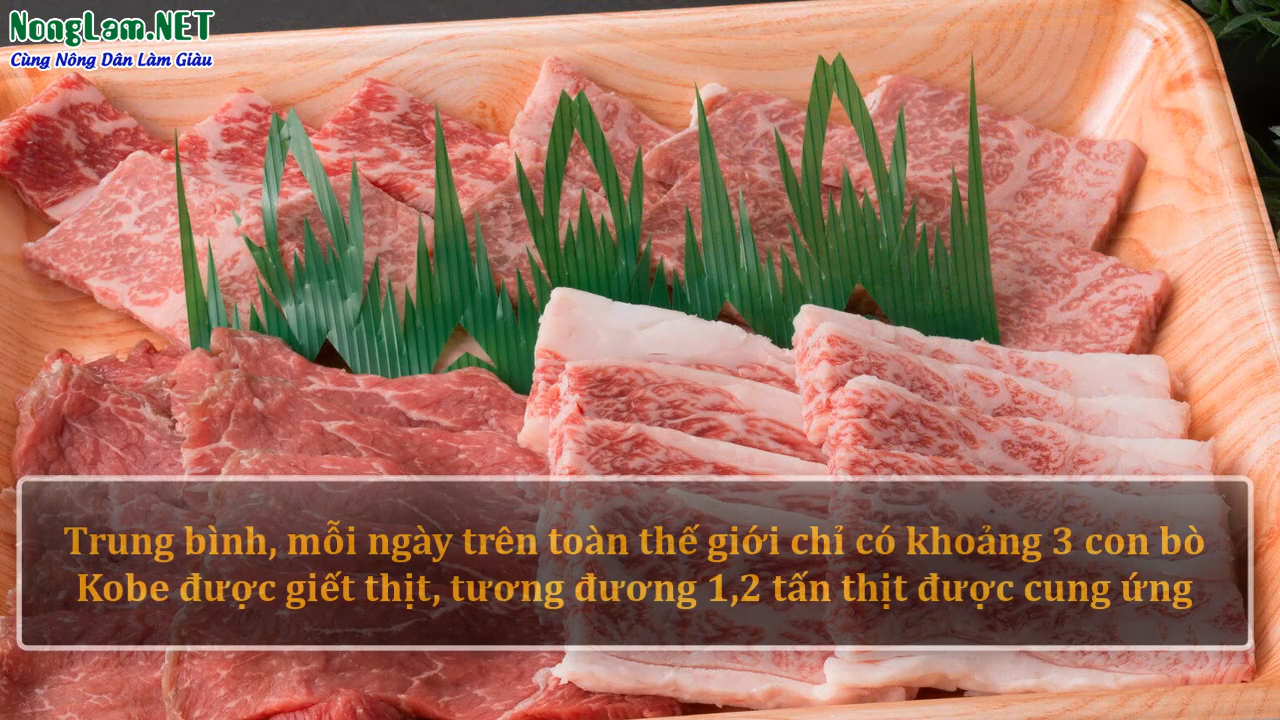 NongLam.NET
Cùng Nông Dân Làm Giàu
Trung bình, mỗi ngày trên toàn thế giới chỉ có khoảng 3 con bò
Kobe được giết thịt, tương đương 1,2 tấn thịt được cung ứng